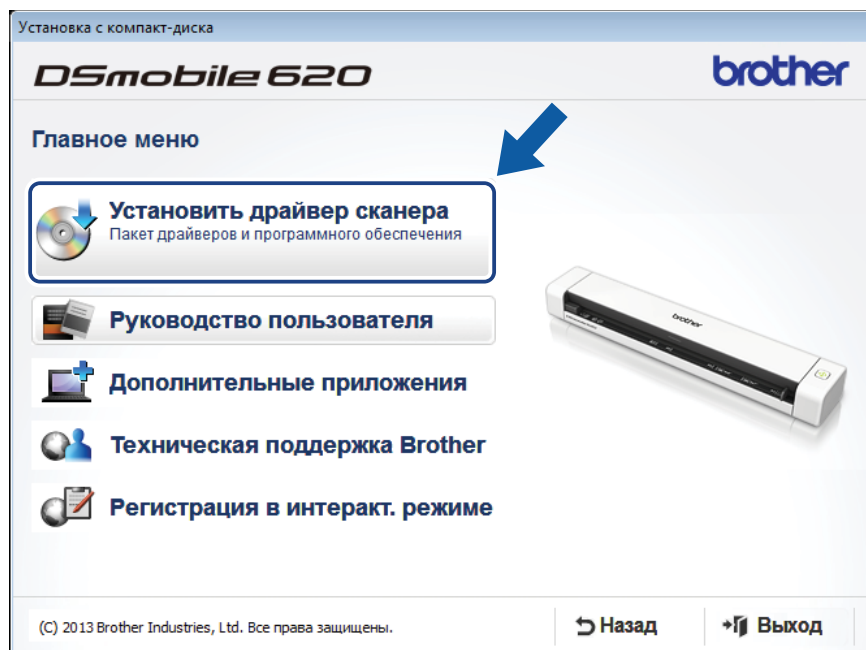 Установка с компакт-диска
DSmobile 620
brother
Главное меню
Установить драйвер сканера
Пакет драйверов и программного обеспечения
brother
Руководство пользователя
Дополнительные приложения
Техническая поддержка Brother
Регистрация в интеракт. режиме
(C) 2013 Brother Industries, Ltd. Все права защищены.
Назад
Выход